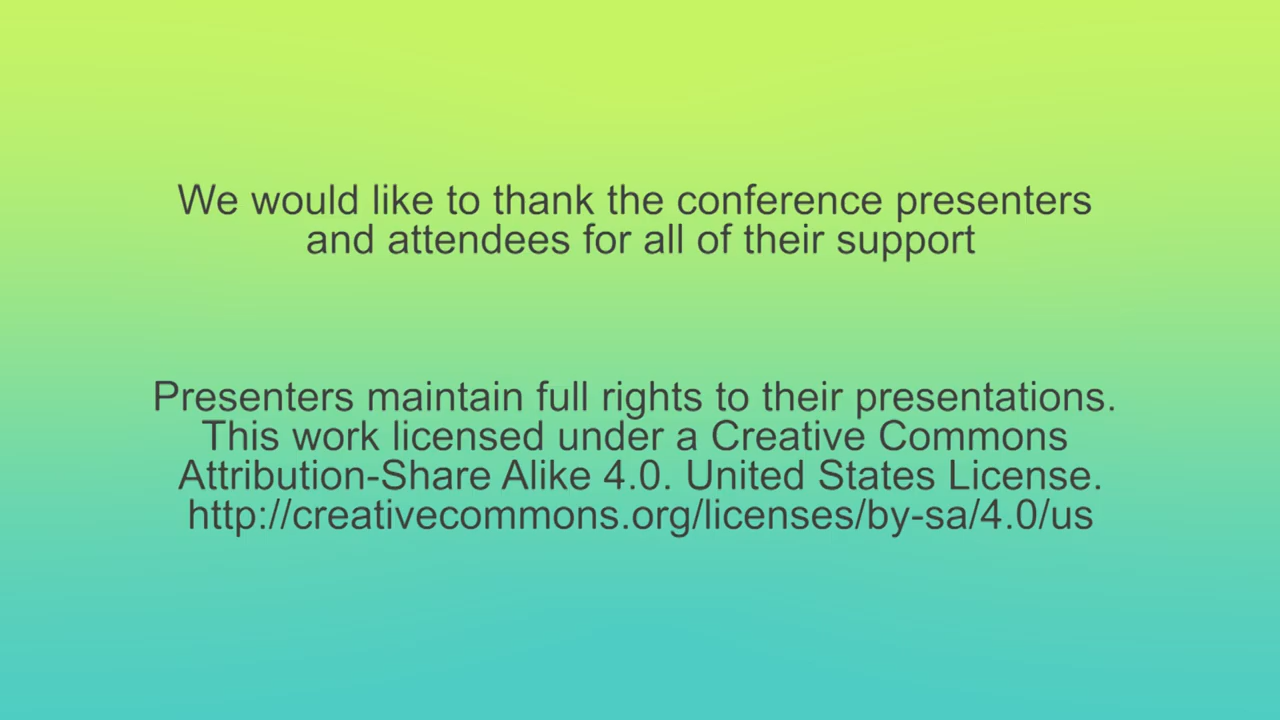 We would like to thank the conference presenters
and attendees for all of their support
Presenters maintain full rights to their presentations.
This work licensed under a Creative Commons
Attribution-Share Alike 4.0. United States License.
http://creativecommons.org/licenses/by-sa/4.0/us